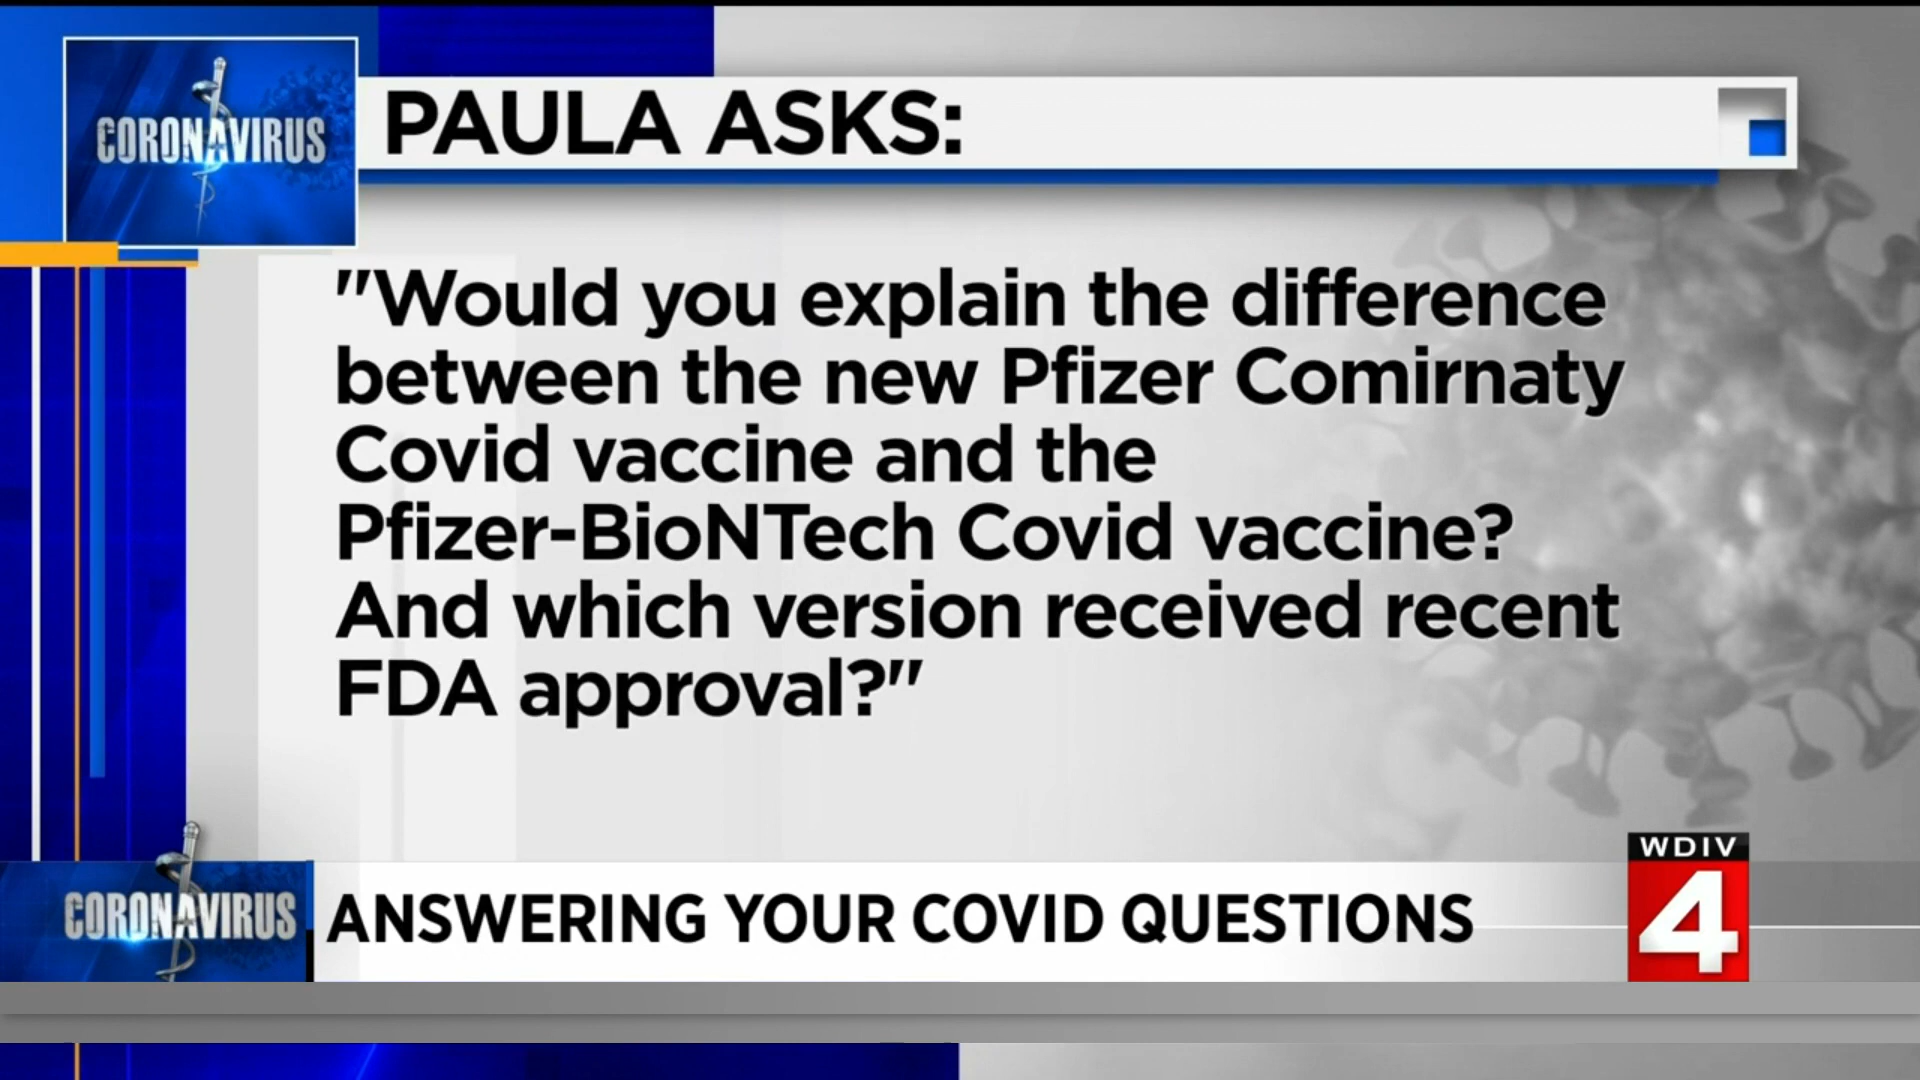 CORONAVIRUS
PAULA ASKS:
"Would you explain the difference
between the new Pfizer Comirnaty
Covid vaccine and the
Pfizer-BioNTech Covid vaccine?
And which version received recent
FDA approval?"
CORONAVIRUS
ANSWERING YOUR COVID QUESTIONS
WDIV
4